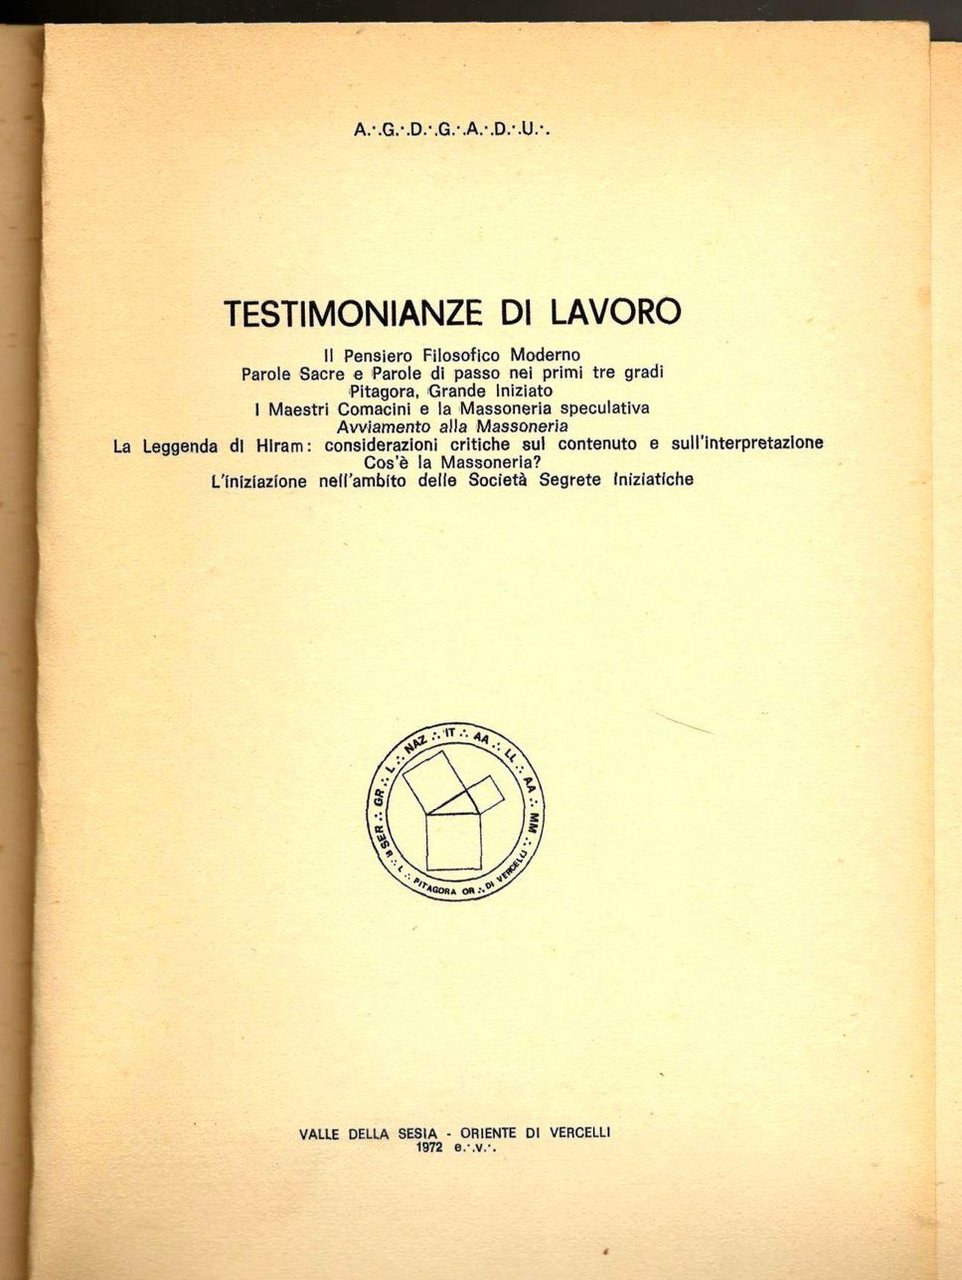 A.·.G.·.D.·.G.·.A.·.D.·.U.·.
TESTIMONIANZE DI LAVORO
Il Pensiero Filosofico Moderno
Parole Sacre e Parole di passo nei primi tre gradi
Pitagora, Grande Iniziato
I Maestri Comacini e la Massoneria speculativa
Avviamento alla Massoneria
La Leggenda di Hiram: considerazioni critiche sul contenuto e sull'interpretazione
Cos'è la Massoneria?
L'iniziazione nell'ambito delle Società Segrete Iniziatiche
SER ∴ GR ∴ L ∴ NAZ ∴ IT ∴ AA ∴ LL ∴ AA ∴ MM ∴
R ∴ L ∴ PITAGORA OR ∴ DI VERCELLI
VALLE DELLA SESIA - ORIENTE DI VERCELLI
1972 e.·.v.·.